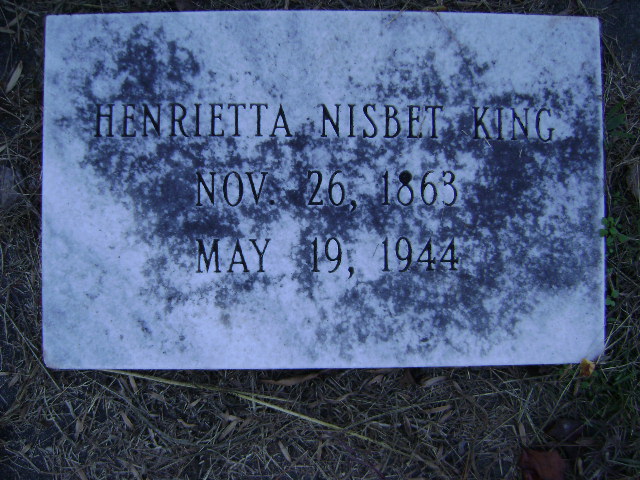 HENRIETTA NISBET KING
NOV. 26, 1863
MAY 19, 1944